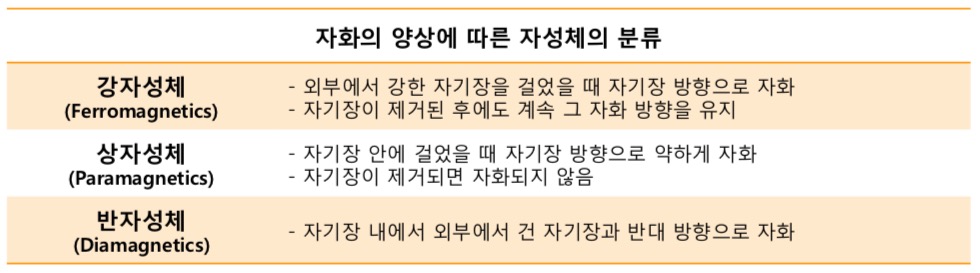 자화의 양상에 따른 자성체의 분류
강자성체
(Ferromagnetics)
- 외부에서 강한 자기장을 걸었을 때 자기장 방향으로 자화
- 자기장이 제거된 후에도 계속 그 자화 방향을 유지
상자성체
(Paramagnetics)
- 자기장 안에 걸었을 때 자기장 방향으로 약하게 자화
- 자기장이 제거되면 자화되지 않음
반자성체
(Diamagnetics)
- 자기장 내에서 외부에서 건 자기장과 반대 방향으로 자화